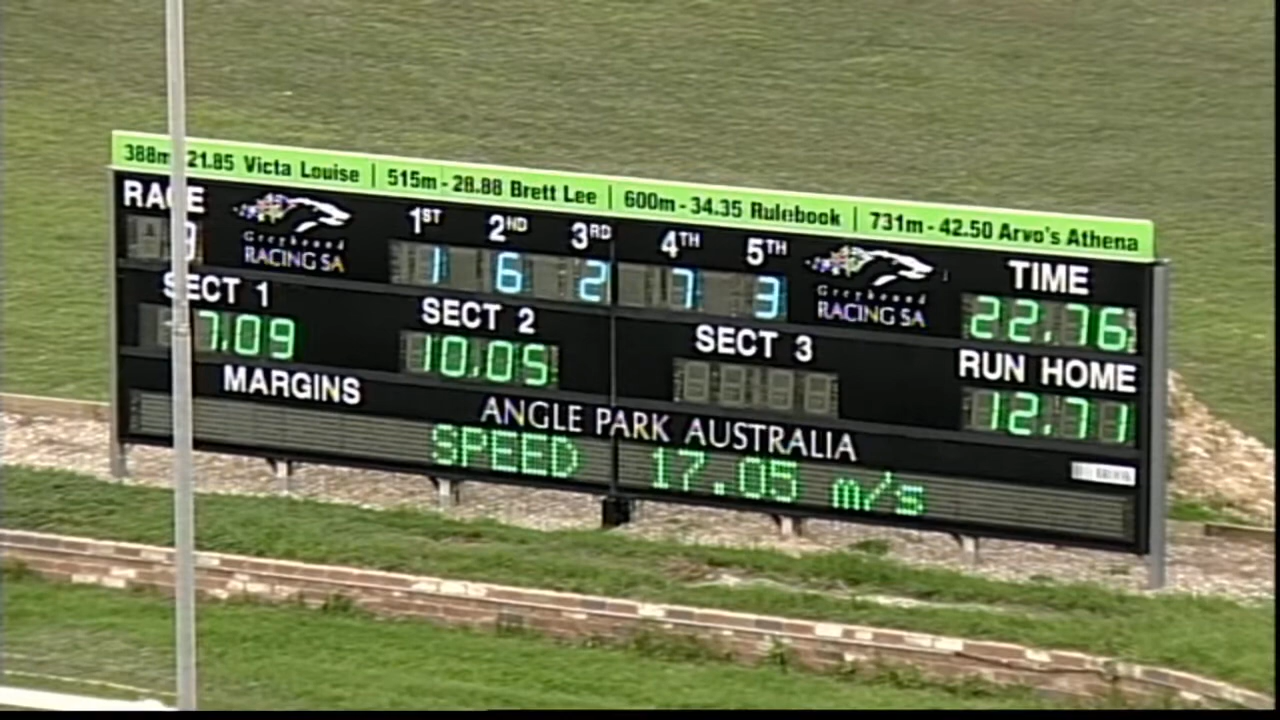 388m 21.85 Victa Louise | 515m - 28.88 Brett Lee | 600m - 34.35 Rulebook | 731m - 42.50 Arvo's Athena
RACE Greyhound RACING SA 1ST 2ND 3RD 4TH 5TH Greyhound RACING SA TIME
1 6 2 7 3 22.76
SECT 1 SECT 2 SECT 3 RUN HOME
7.09 10.05 12.71
MARGINS ANGLE PARK AUSTRALIA
SPEED 17.05 m/s